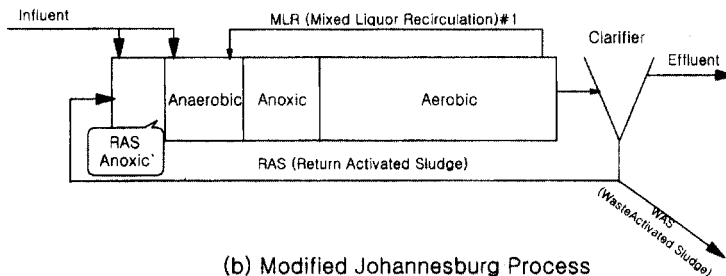 Influent
MLR (Mixed Liquor Recirculation)#1
Clarifier
Effluent
Anaerobic
Anoxic
Aerobic
RAS
Anoxic`
RAS (Return Activated Sludge)
WAS
(WasteActivated Sludge)
(b) Modified Johannesburg Process